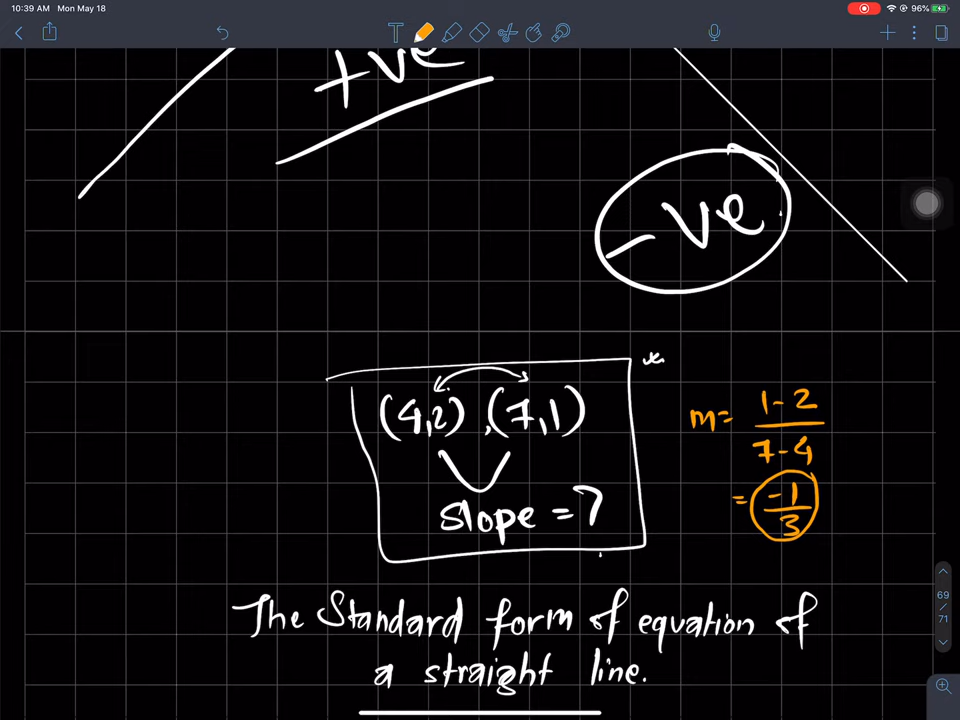 10:39 AM Mon May 18
96%
+ve
-ve
(4,2), (7,1)
slope = ?
m= 1-2
7-4
= -1
3
69
/
71
The Standard form of equation of
a straight line.